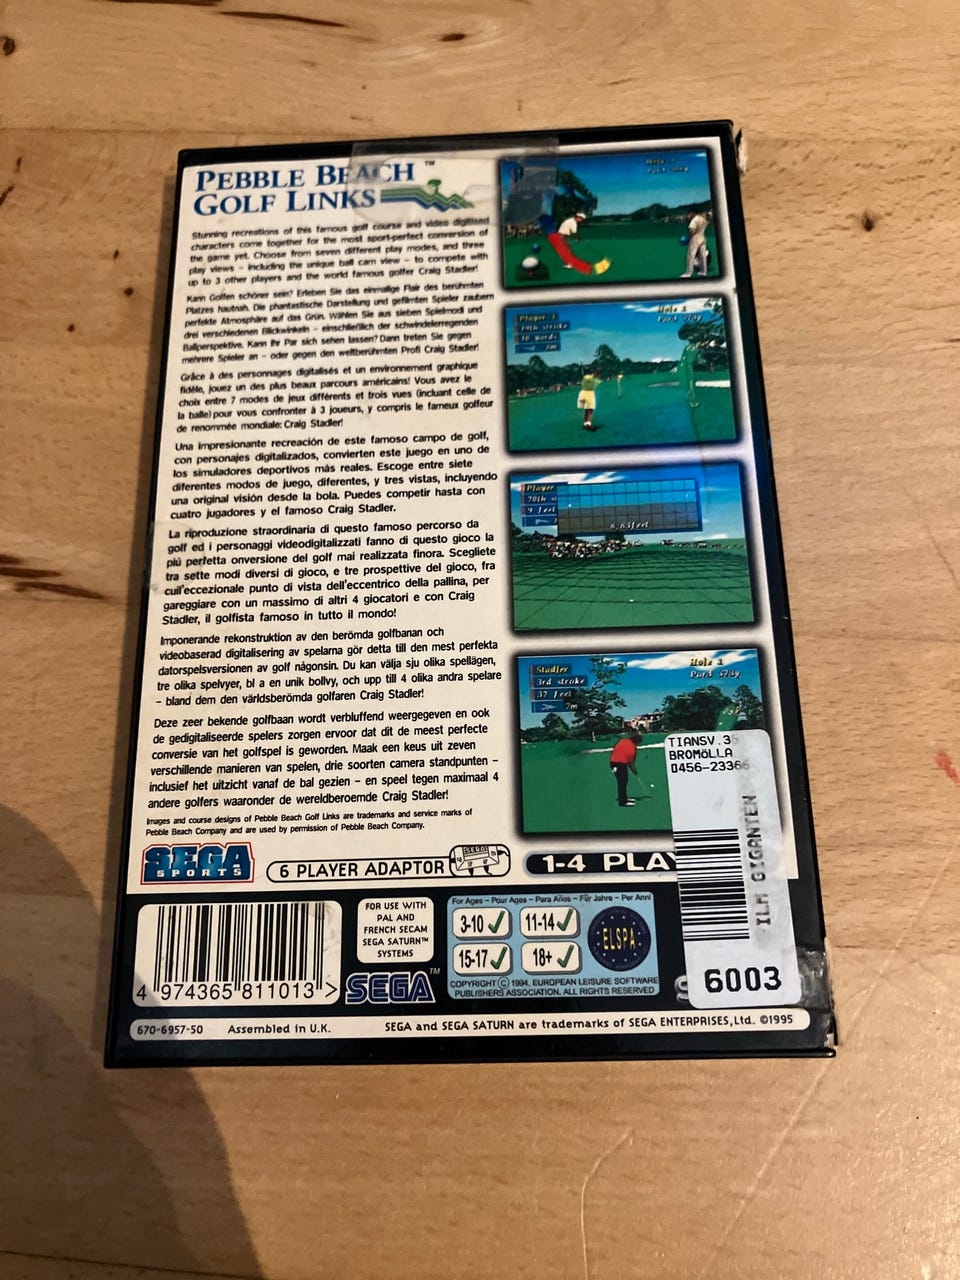 PEBBLE BEACH ™
GOLF LINKS
Stunning recreations of this famous golf course and video digitised
characters come together for the most sport-perfect conversion of
the game yet. Choose from seven different play modes, and three
play views – including the unique ball cam view – to compete with
up to 3 other players and the world famous golfer Craig Stadler!
Kann Golfen schöner sein? Erleben Sie das einmalige Flair des berühmten
Platzes hautnah. Die phantastische Darstellung und gefilmten Spieler zaubern
perfekte Atmosphäre auf das Grün. Wählen Sie aus sieben Spielmodi und
drei verschiedenen Blickwinkeln – einschließlich der schwindelerregenden
Ballperspektive. Kann Ihr Par sich sehen lassen? Dann treten Sie gegen
mehrere Spieler an – oder gegen den weltberühmten Profi Craig Stadler!
Grâce à des personnages digitalisés et un environnement graphique
fidèle, jouez un des plus beaux parcours américains! Vous avez le
choix entre 7 modes de jeux différents et trois vues (incluant celle de
la balle) pour vous confronter à 3 joueurs, y compris le fameux golfeur
de renommée mondiale: Craig Stadler!
Una impresionante recreación de este famoso campo de golf,
con personajes digitalizados, convierten este juego en uno de
los simuladores deportivos más reales. Escoge entre siete
diferentes modos de juego, diferentes, y tres vistas, incluyendo
una original visión desde la bola. Puedes competir hasta con
cuatro jugadores y el famoso Craig Stadler.
La riproduzione straordinaria di questo famoso percorso da
golf ed i personaggi videodigitalizzati fanno di questo gioco la
più perfetta onversione del golf mai realizzata finora. Scegliete
tra sette modi diversi di gioco, e tre prospettive del gioco, fra
cuil'eccezionale punto di vista dell'eccentrico della pallina, per
gareggiare con un massimo di altri 4 giocatori e con Craig
Stadler, il golfista famoso in tutto il mondo!
Imponerande rekonstruktion av den berömda golfbanan och
videobaserad digitalisering av spelarna gör detta till den mest perfekta
datorspelsversionen av golf någonsin. Du kan välja sju olika spellägen,
tre olika spelvyer, bl a en unik bollvy, och upp till 4 olika andra spelare
– bland dem den världsberömda golfaren Craig Stadler!
Deze zeer bekende golfbaan wordt verbluffend weergegeven en ook
de gedigitaliseerde spelers zorgen ervoor dat dit de meest perfecte
conversie van het golfspel is geworden. Maak een keus uit zeven
verschillende manieren van spelen, drie soorten camera standpunten –
inclusief het uitzicht vanaf de bal gezien – en speel tegen maximaal 4
andere golfers waaronder de wereldberoemde Craig Stadler!
Images and course designs of Pebble Beach Golf Links are trademarks and service marks of
Pebble Beach Company and are used by permission of Pebble Beach Company.
Hole 1
Player 1
19th stroke
10 yards
Hole 1
Player
9 feet
8.83feet
Stadler
3rd stroke
37 feet
7m
Hole 1
TIANSV.3
BROMÖLLA
0456-23366
ILM GIGANTEN
6003
SEGA
SPORTS
6 PLAYER ADAPTOR
SEGA
1-4 PLAY
4 974365 811013 >
FOR USE WITH
PAL AND
FRENCH SECAM
SEGA SATURN™
SYSTEMS
SEGA™
For Ages – Pour Ages – Para Años – Für Jahre – Per Anni
3-10 ✓ 11-14 ✓
15-17 ✓ 18+ ✓
ELSPA
COPYRIGHT © 1994, EUROPEAN LEISURE SOFTWARE
PUBLISHERS ASSOCIATION. ALL RIGHTS RESERVED
670-6957-50 Assembled in U.K. SEGA and SEGA SATURN are trademarks of SEGA ENTERPRISES, Ltd. ©1995